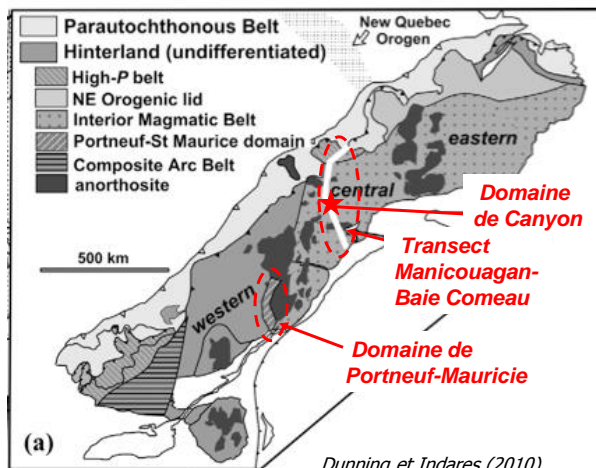 Parautochthonous Belt
Hinterland (undifferentiated)
High-P belt
NE Orogenic lid
Interior Magmatic Belt
Portneuf-St Maurice domain
Composite Arc Belt
anorthosite
New Quebec
Orogen
eastern
central
western
500 km
Domaine
de Canyon
Transect
Manicouagan-
Baie Comeau
Domaine de
Portneuf-Mauricie
(a)
Dunning et Indares (2010)